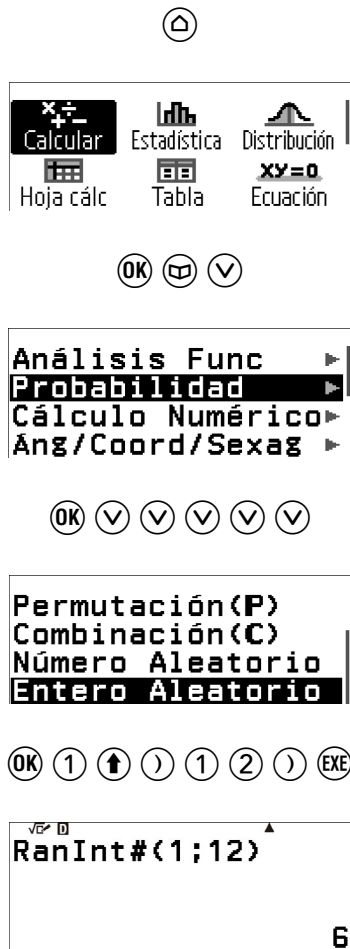 Calcular Estadística Distribución
xy=0
Hoja cálc Tabla Ecuación
OK
Análisis Func
Probabilidad
Cálculo Numérico
Áng/Coord/Sexag
OK
Permutación(P)
Combinación(C)
Número Aleatorio
Entero Aleatorio
OK 1 ) 1 2 ) EXE
√ D
RanInt#(1;12)
6